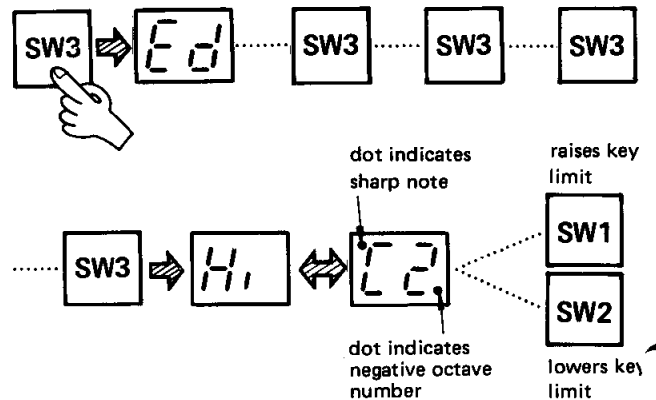 SW3 Ed SW3 SW3 SW3
dot indicates
sharp note
raises key
limit
SW3 Hi C2 SW1
SW2
dot indicates
negative octave
number
lowers key
limit